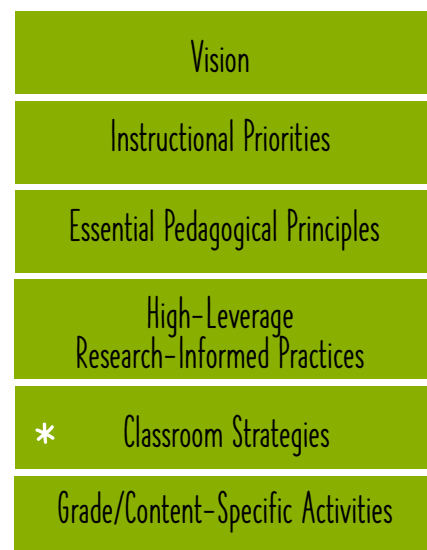 Vision
Instructional Priorities
Essential Pedagogical Principles
High-Leverage
Research-Informed Practices
* Classroom Strategies
Grade/Content-Specific Activities